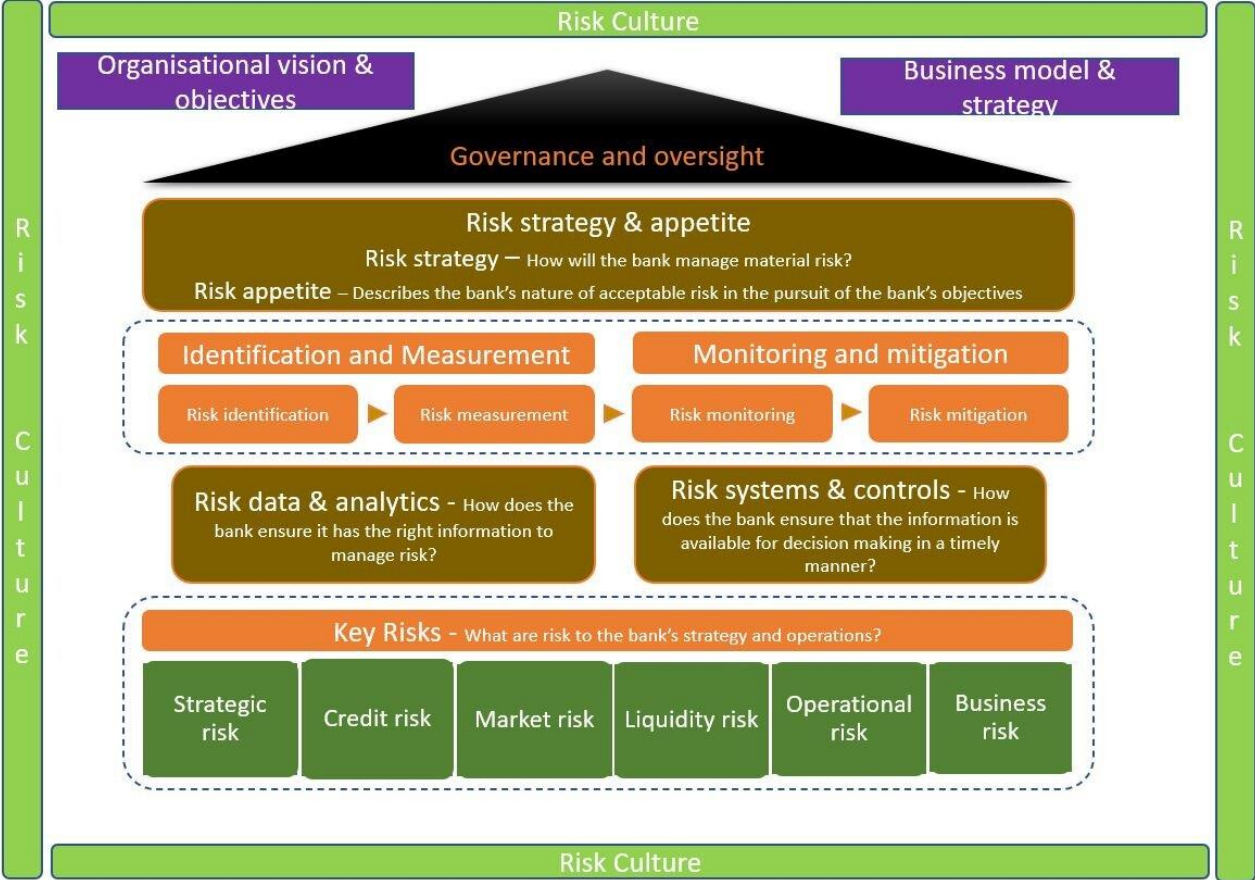 Risk Culture
Organisational vision &
objectives
Business model &
strategy
Governance and oversight
Risk strategy & appetite
Risk strategy – How will the bank manage material risk?
Risk appetite – Describes the bank's nature of acceptable risk in the pursuit of the bank's objectives
Identification and Measurement
Monitoring and mitigation
Risk identification
Risk measurement
Risk monitoring
Risk mitigation
Risk data & analytics - How does the
bank ensure it has the right information to
manage risk?
Risk systems & controls - How
does the bank ensure that the information is
available for decision making in a timely
manner?
Key Risks - What are risk to the bank's strategy and operations?
Strategic
risk
Credit risk
Market risk
Liquidity risk
Operational
risk
Business
risk
Risk Culture
Risk Culture
Risk Culture